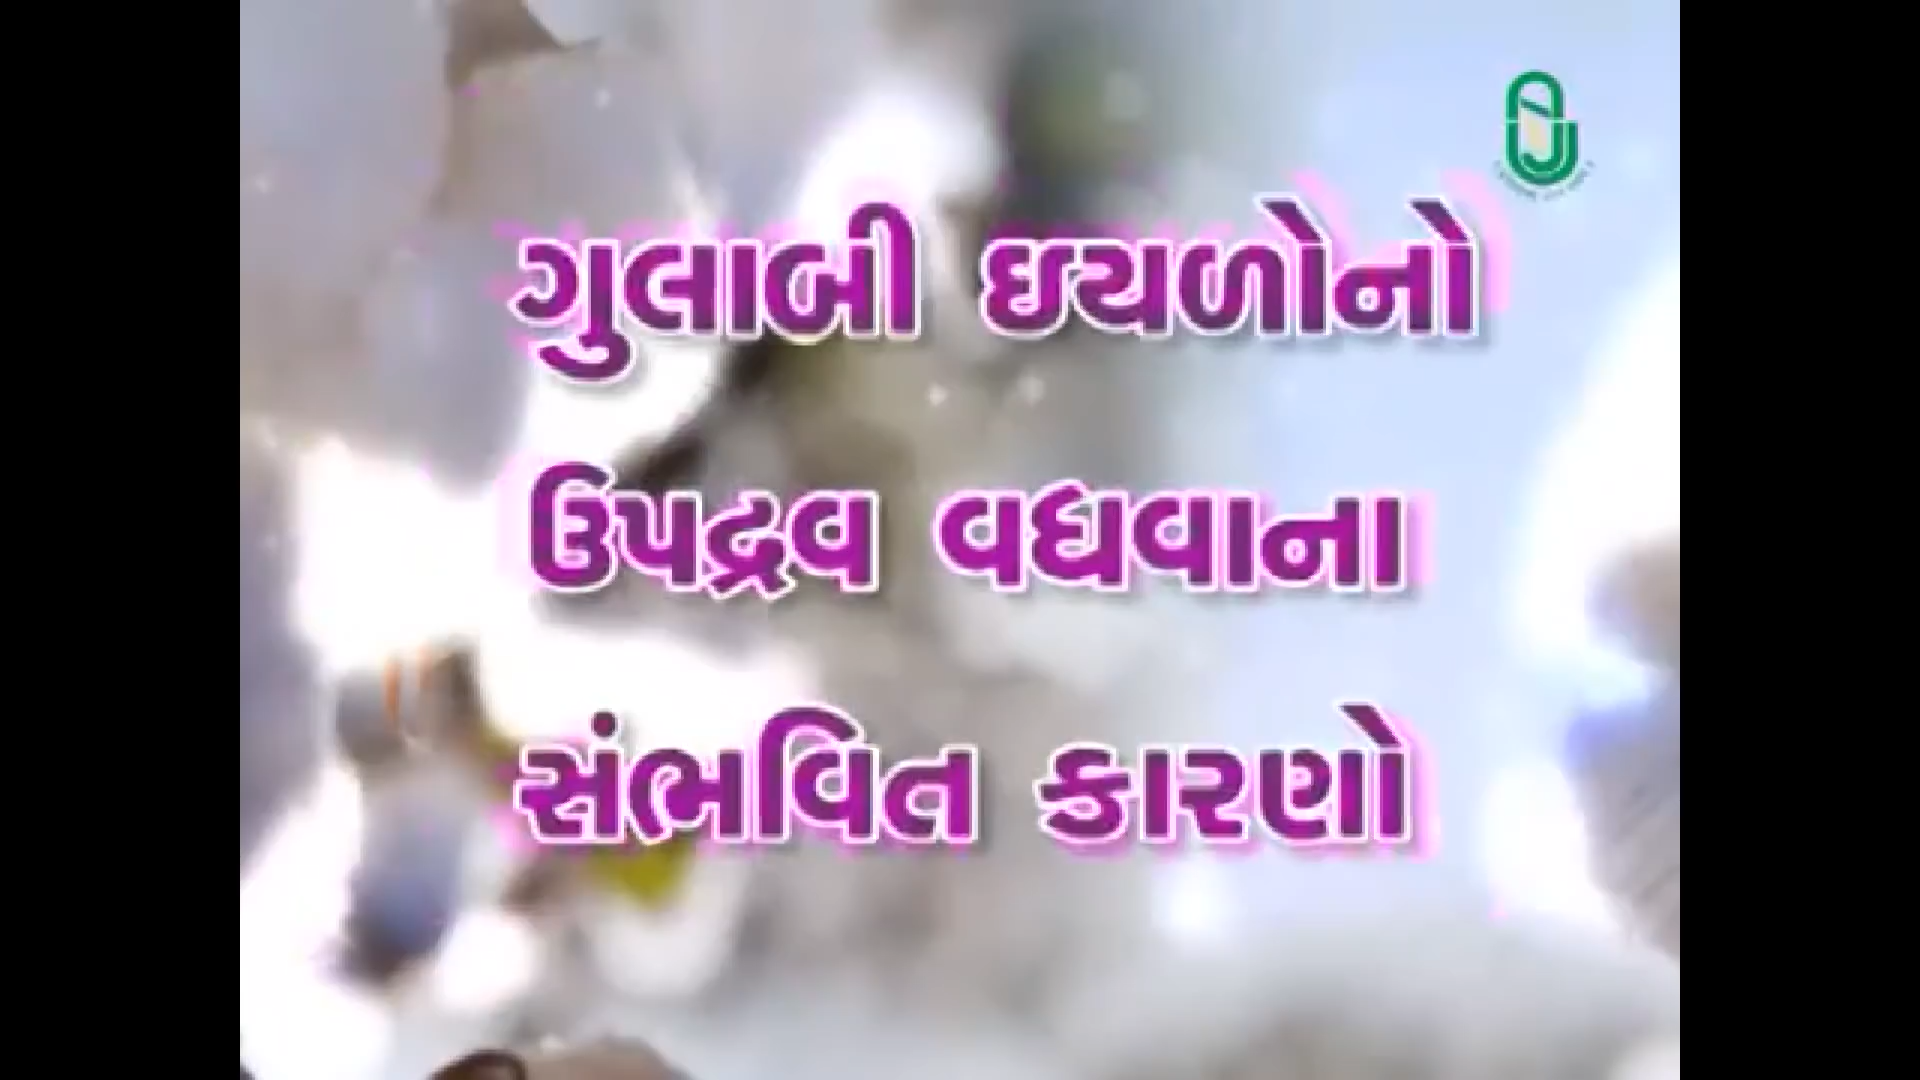 ગુલાબી ઇયળોનો
ઉપદ્રવ વધવાના
સંભવિત કારણો